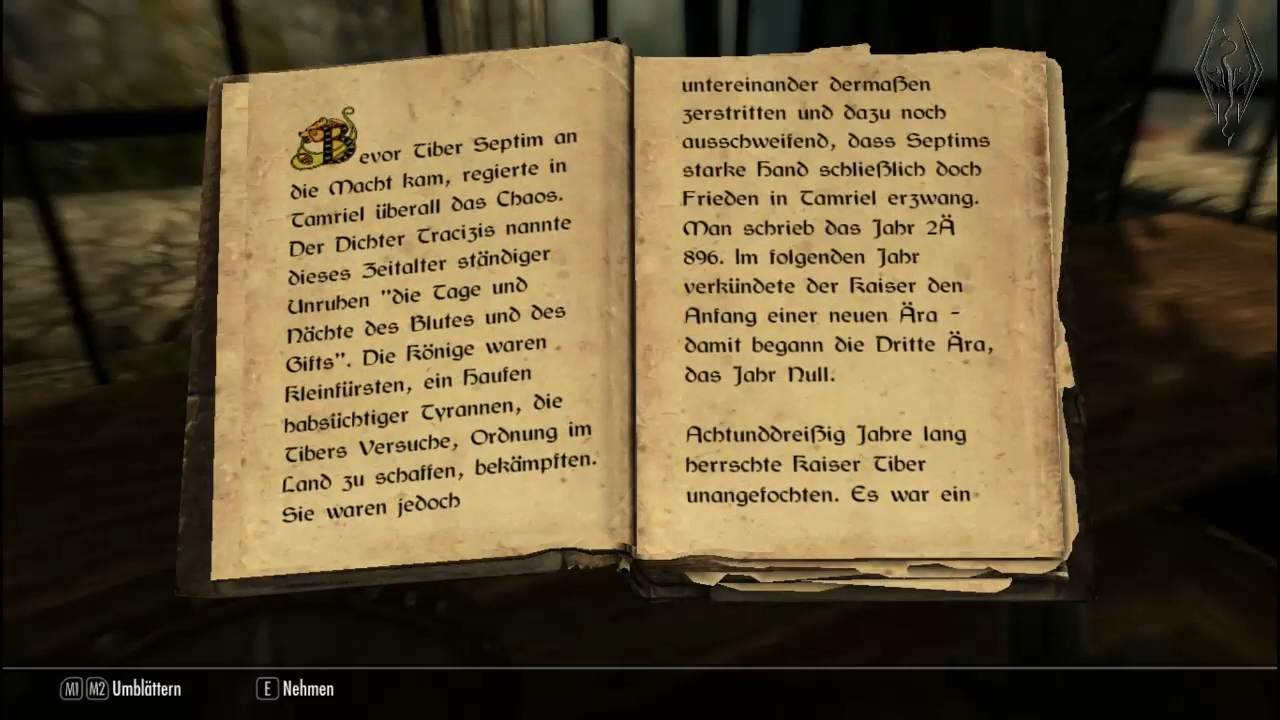 Bevor Tiber Septim an
die Macht kam, regierte in
Tamriel überall das Chaos.
Der Dichter Tracizis nannte
dieses Zeitalter ständiger
Unruhen "die Tage und
Nächte des Blutes und des
Gifts". Die Könige waren
Kleinfürsten, ein Haufen
habsüchtiger Tyrannen, die
Tibers Versuche, Ordnung im
Land zu schaffen, bekämpften.
Sie waren jedoch
untereinander dermaßen
zerstritten und dazu noch
ausschweifend, dass Septims
starke Hand schließlich doch
Frieden in Tamriel erzwang.
Man schrieb das Jahr 2Ä
896. Im folgenden Jahr
verkündete der Kaiser den
Anfang einer neuen Ära -
damit begann die Dritte Ära,
das Jahr Null.
Achtunddreißig Jahre lang
herrschte Kaiser Tiber
unangefochten. Es war ein
M1 M2 Umblättern
E Nehmen